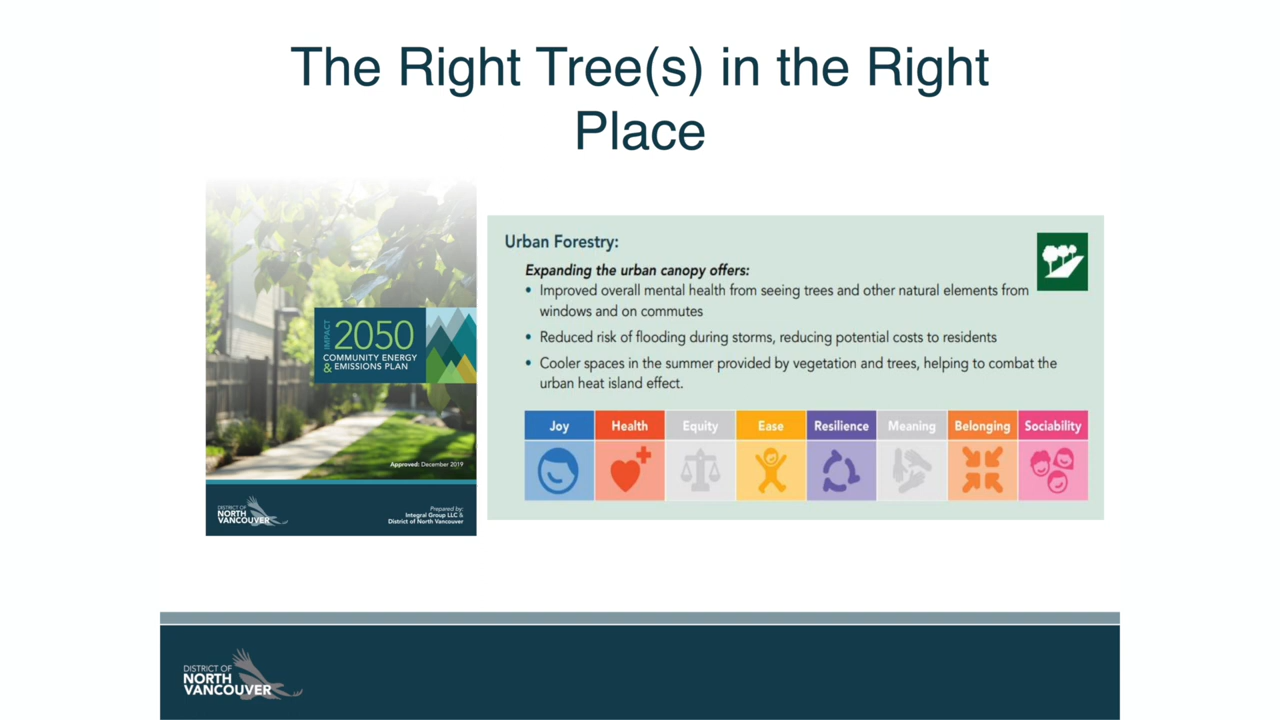 The Right Tree(s) in the Right
Place
IMPACT
2050
COMMUNITY ENERGY
& EMISSIONS PLAN
Approved: December 2019
DISTRICT OF
NORTH
VANCOUVER
Prepared by:
Integral Group LLC &
District of North Vancouver
Urban Forestry:
Expanding the urban canopy offers:
• Improved overall mental health from seeing trees and other natural elements from
windows and on commutes
• Reduced risk of flooding during storms, reducing potential costs to residents
• Cooler spaces in the summer provided by vegetation and trees, helping to combat the
urban heat island effect.
Joy Health Equity Ease Resilience Meaning Belonging Sociability
DISTRICT OF
NORTH
VANCOUVER